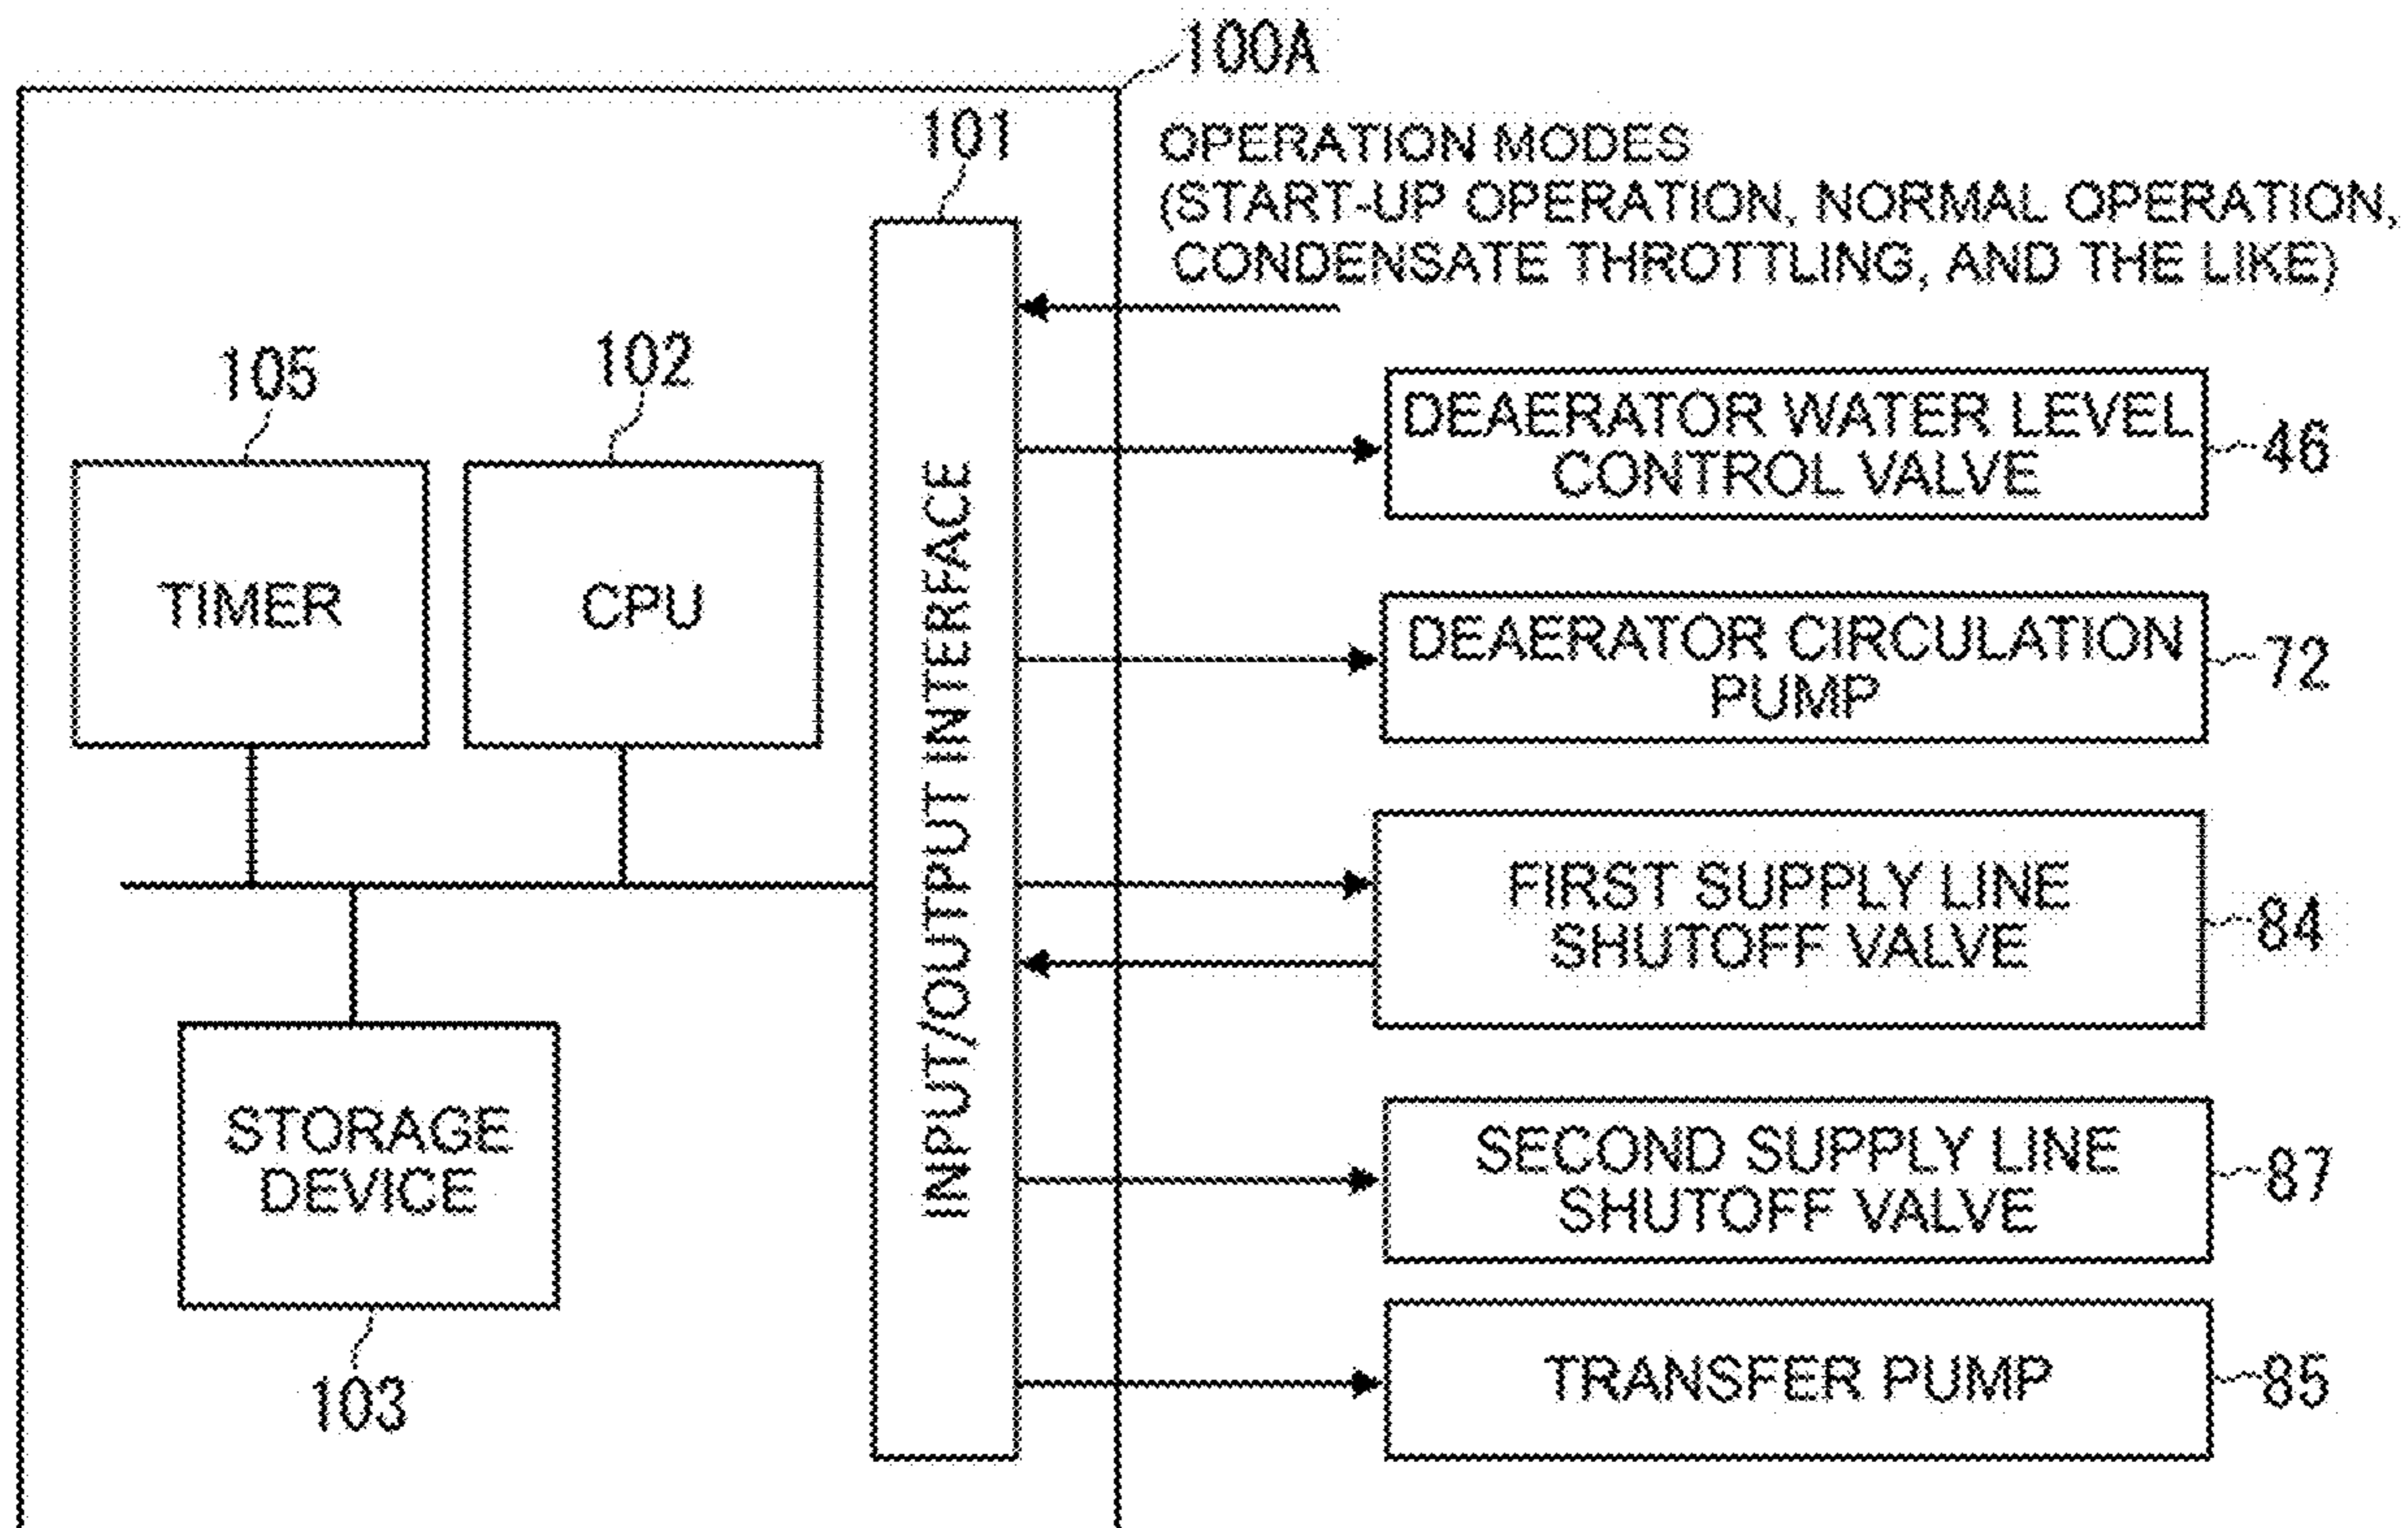 100A
101
OPERATION MODES
(START-UP OPERATION, NORMAL OPERATION,
CONDENSATE THROTTLING, AND THE LIKE)
105
102
TIMER
CPU
INPUT/OUTPUT INTERFACE
DEAERATOR WATER LEVEL
CONTROL VALVE
46
DEAERATOR CIRCULATION
PUMP
72
FIRST SUPPLY LINE
SHUTOFF VALVE
84
STORAGE
DEVICE
103
SECOND SUPPLY LINE
SHUTOFF VALVE
87
TRANSFER PUMP
85